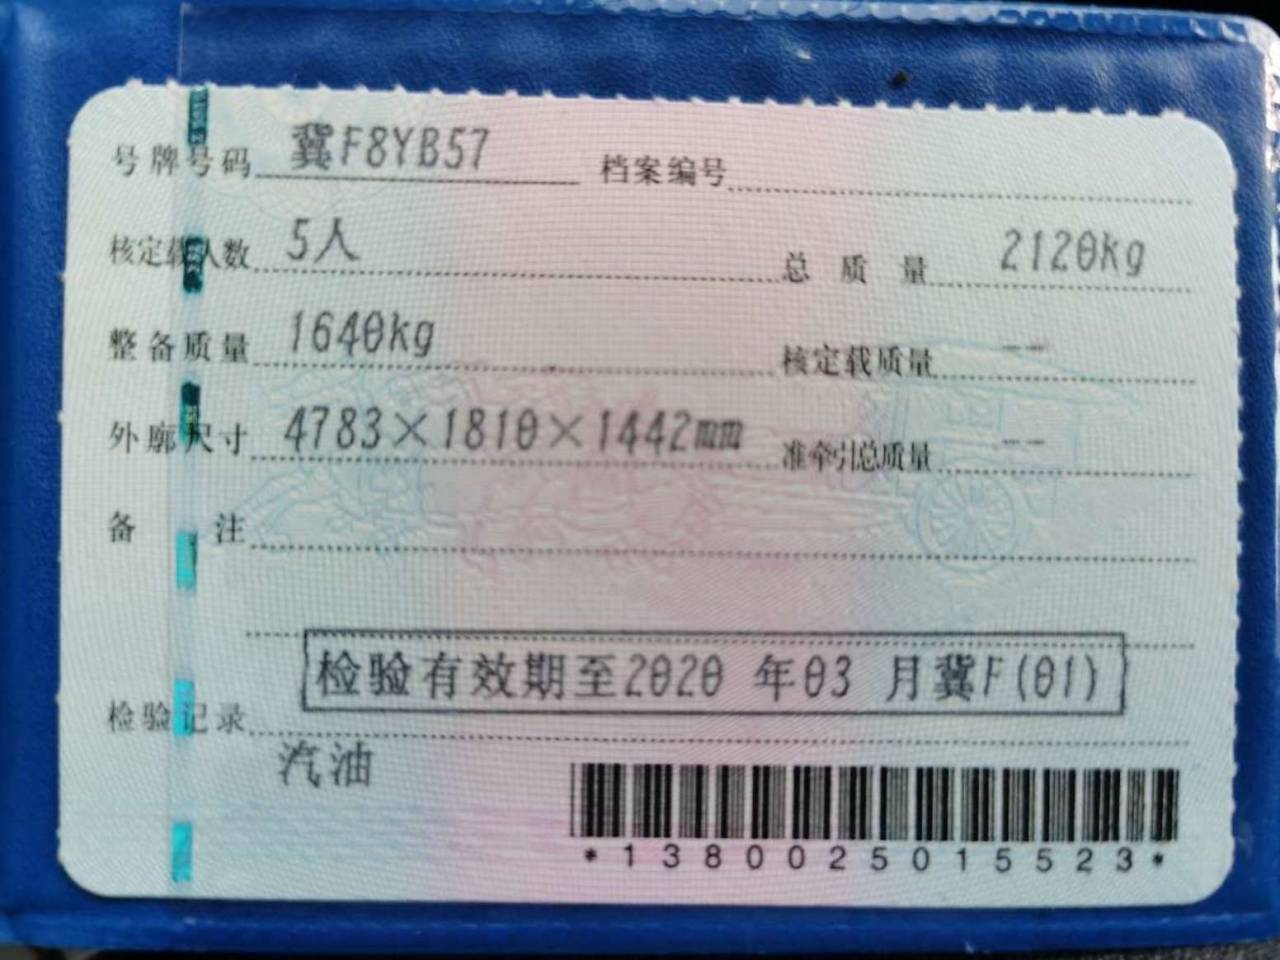 号牌号码 冀F8YB57 档案编号
核定载人数 5人 总质量 2120kg
整备质量 1640kg 核定载质量 --
外廓尺寸 4783×1810×1442mm 准牵引总质量 --
备注
检验记录 检验有效期至2020 年03 月冀F(01)
汽油
*1380025015523*